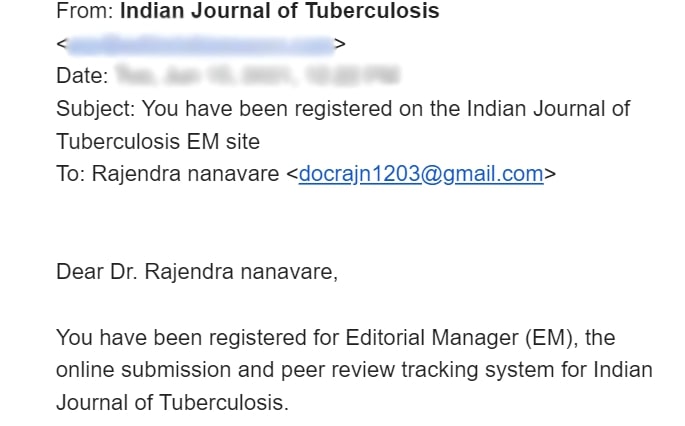 From: Indian Journal of Tuberculosis
<
>
Date:
Subject: You have been registered on the Indian Journal of
Tuberculosis EM site
To: Rajendra nanavare <docrajn1203@gmail.com>
Dear Dr. Rajendra nanavare,
You have been registered for Editorial Manager (EM), the
online submission and peer review tracking system for Indian
Journal of Tuberculosis.